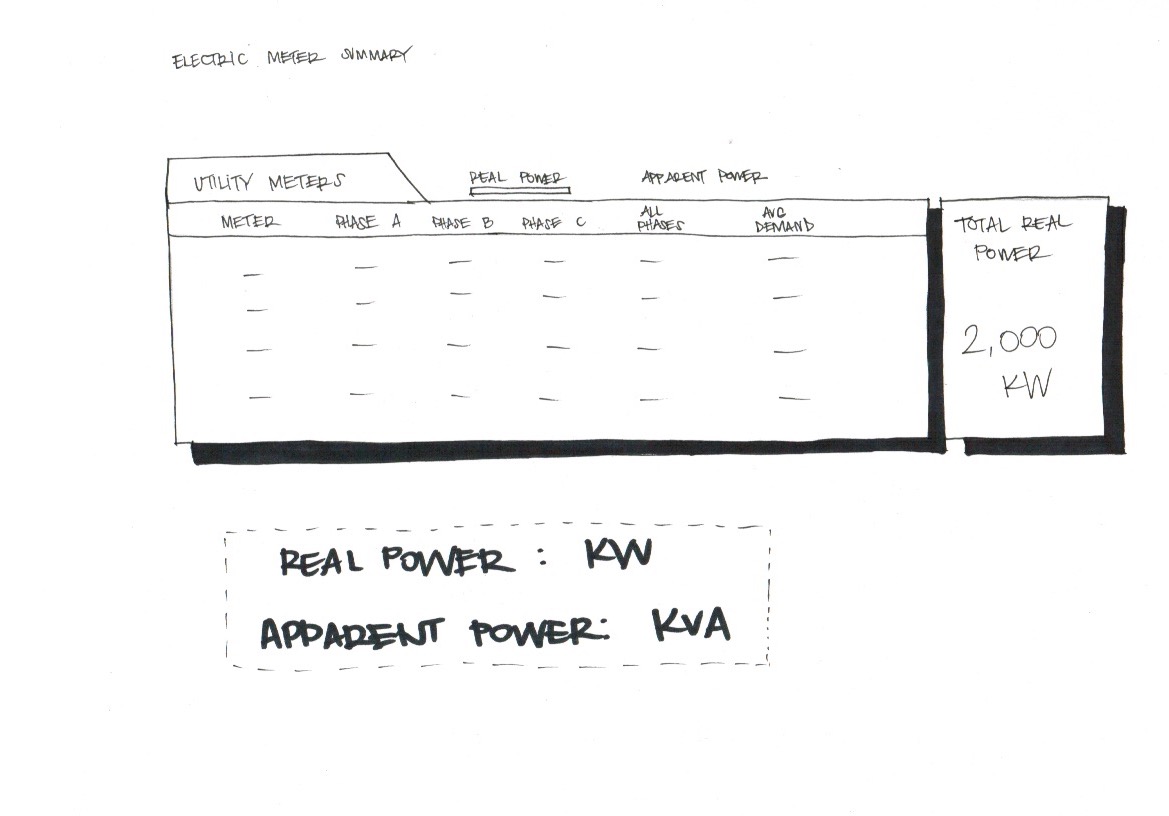 ELECTRIC METER SUMMARY
UTILITY METERS
REAL POWER
APPARENT POWER
METER PHASE A PHASE B PHASE C ALL PHASES AVG DEMAND
TOTAL REAL
POWER
2,000
KW
REAL POWER : KW
APPARENT POWER: KVA